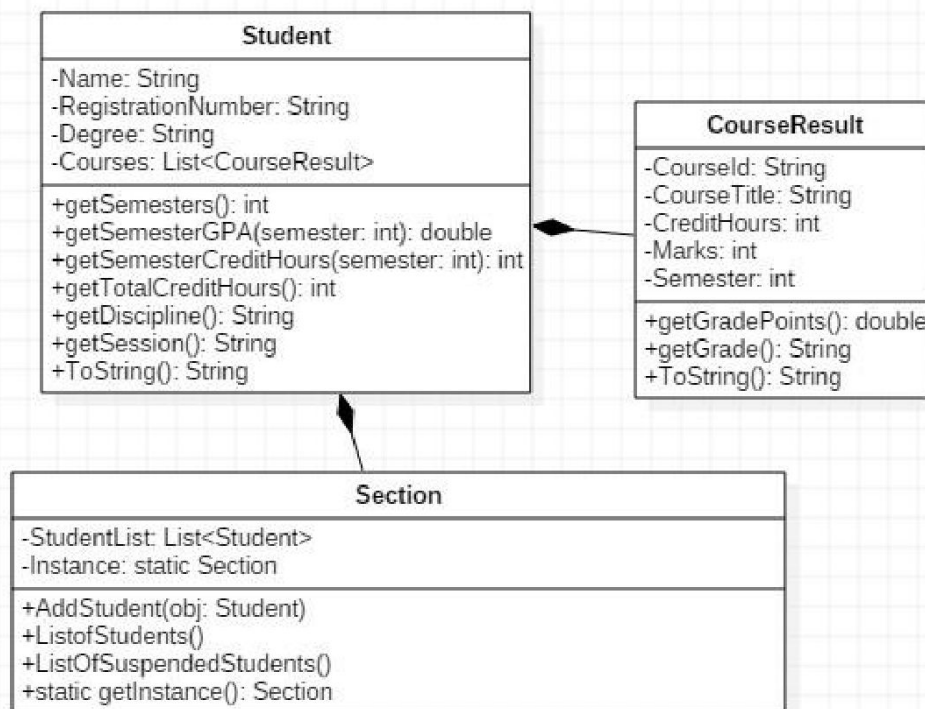 Student
-Name: String
-RegistrationNumber: String
-Degree: String
-Courses: List<CourseResult>
+getSemesters(): int
+getSemesterGPA(semester: int): double
+getSemesterCreditHours(semester: int): int
+getTotalCreditHours(): int
+getDiscipline(): String
+getSession(): String
+ToString(): String
CourseResult
-CourseId: String
-CourseTitle: String
-CreditHours: int
-Marks: int
-Semester: int
+getGradePoints(): double
+getGrade(): String
+ToString(): String
Section
-StudentList: List<Student>
-Instance: static Section
+AddStudent(obj: Student)
+ListofStudents()
+ListOfSuspendedStudents()
+static getInstance(): Section